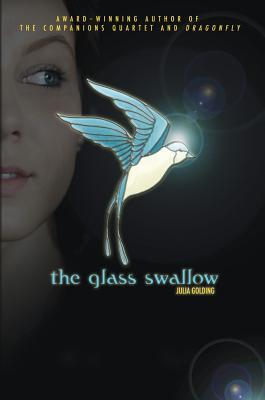 AWARD-WINNING AUTHOR OF
THE COMPANIONS QUARTET AND DRAGONFLY
the glass swallow
JULIA GOLDING